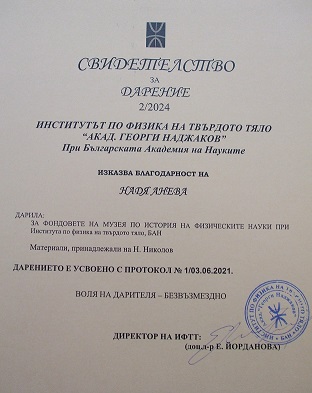 СВИДЕТЕЛСТВО
ЗА
ДАРЕНИЕ
2/2024
ИНСТИТУТЪТ ПО ФИЗИКА НА ТВЪРДОТО ТЯЛО
“АКАД. ГЕОРГИ НАДЖАКОВ”
При Българската Академия на Науките
ИЗКАЗВА БЛАГОДАРНОСТ НА
НАДЯ АНЕВА
ДАРИЛА:
ЗА ФОНДОВЕТЕ НА МУЗЕЯ ПО ИСТОРИЯ НА ФИЗИЧЕСКИТЕ НАУКИ ПРИ
Института по физика на твърдото тяло, БАН
Материали, принадлежали на Н. Николов
ДАРЕНИЕТО Е УСВОЕНО С ПРОТОКОЛ № 1/03.06.2021.
ВОЛЯ НА ДАРИТЕЛЯ – БЕЗВЪЗМЕЗДНО
ДИРЕКТОР НА ИФТТ:
(доц.д-р Е. ЙОРДАНОВА)